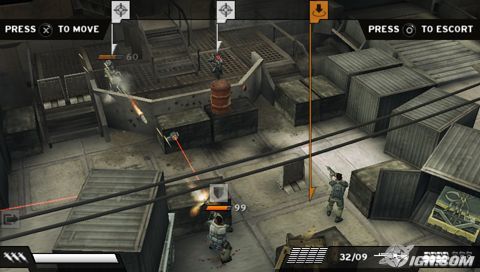 PRESS X TO MOVE
PRESS O TO ESCORT
60
99
32/09
IGN.COM